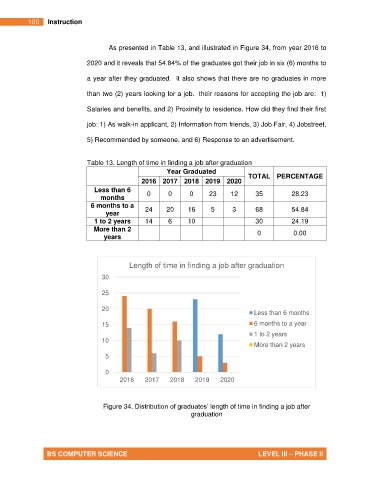 100 Instruction
As presented in Table 13, and illustrated in Figure 34, from year 2016 to
2020 and it reveals that 54.84% of the graduates got their job in six (6) months to
a year after they graduated. It also shows that there are no graduates in more
than two (2) years looking for a job. their reasons for accepting the job are: 1)
Salaries and benefits, and 2) Proximity to residence. How did they find their first
job: 1) As walk-in applicant, 2) Information from friends, 3) Job Fair, 4) Jobstreet,
5) Recommended by someone, and 6) Response to an advertisement.
Table 13. Length of time in finding a job after graduation
Year Graduated TOTAL PERCENTAGE
2016 2017 2018 2019 2020
Less than 6 months 0 0 0 23 12 35 28.23
6 months to a year 24 20 16 5 3 68 54.84
1 to 2 years 14 6 10 30 24.19
More than 2 years 0 0.00
Length of time in finding a job after graduation
30
25
20
15
10
5
0
2016 2017 2018 2019 2020
Less than 6 months
6 months to a year
1 to 2 years
More than 2 years
Figure 34. Distribution of graduates' length of time in finding a job after
graduation
BS COMPUTER SCIENCE LEVEL III – PHASE II